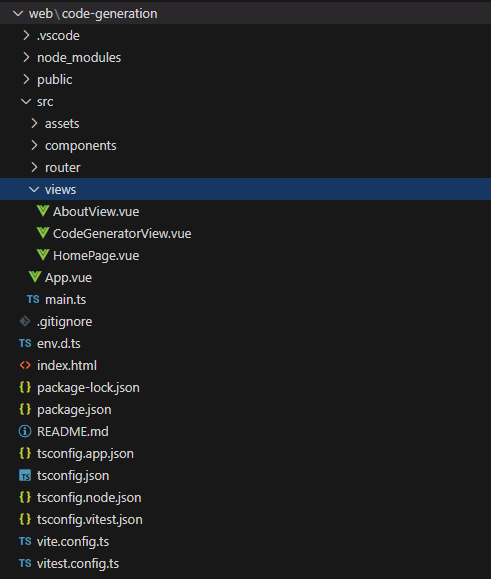 web\code-generation
.vscode
node_modules
public
src
assets
components
router
views
AboutView.vue
CodeGeneratorView.vue
HomePage.vue
App.vue
TS main.ts
.gitignore
TS env.d.ts
<> index.html
{} package-lock.json
{} package.json
README.md
{} tsconfig.app.json
TS tsconfig.json
{} tsconfig.node.json
{} tsconfig.vitest.json
TS vite.config.ts
TS vitest.config.ts